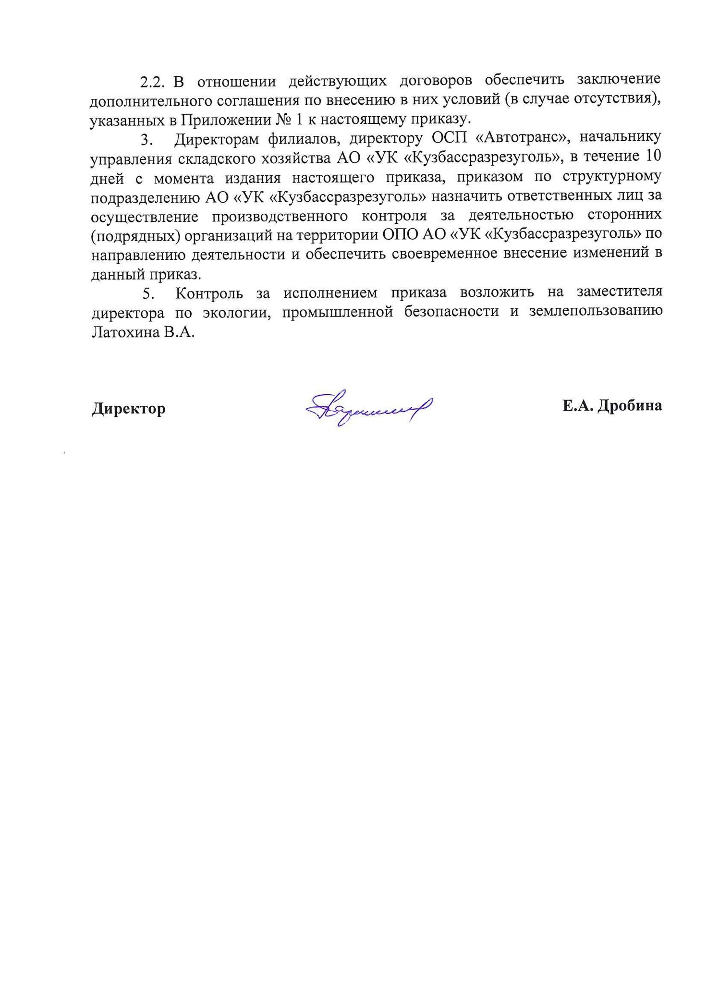 2.2. В отношении действующих договоров обеспечить заключение
дополнительного соглашения по внесению в них условий (в случае отсутствия),
указанных в Приложении № 1 к настоящему приказу.
3. Директорам филиалов, директору ОСП «Автотранс», начальнику
управления складского хозяйства АО «УК «Кузбассразрезуголь», в течение 10
дней с момента издания настоящего приказа, приказом по структурному
подразделению АО «УК «Кузбассразрезуголь» назначить ответственных лиц за
осуществление производственного контроля за деятельностью сторонних
(подрядных) организаций на территории ОПО АО «УК «Кузбассразрезуголь» по
направлению деятельности и обеспечить своевременное внесение изменений в
данный приказ.
5. Контроль за исполнением приказа возложить на заместителя
директора по экологии, промышленной безопасности и землепользованию
Латохина В.А.
Директор Е.А. Дробина